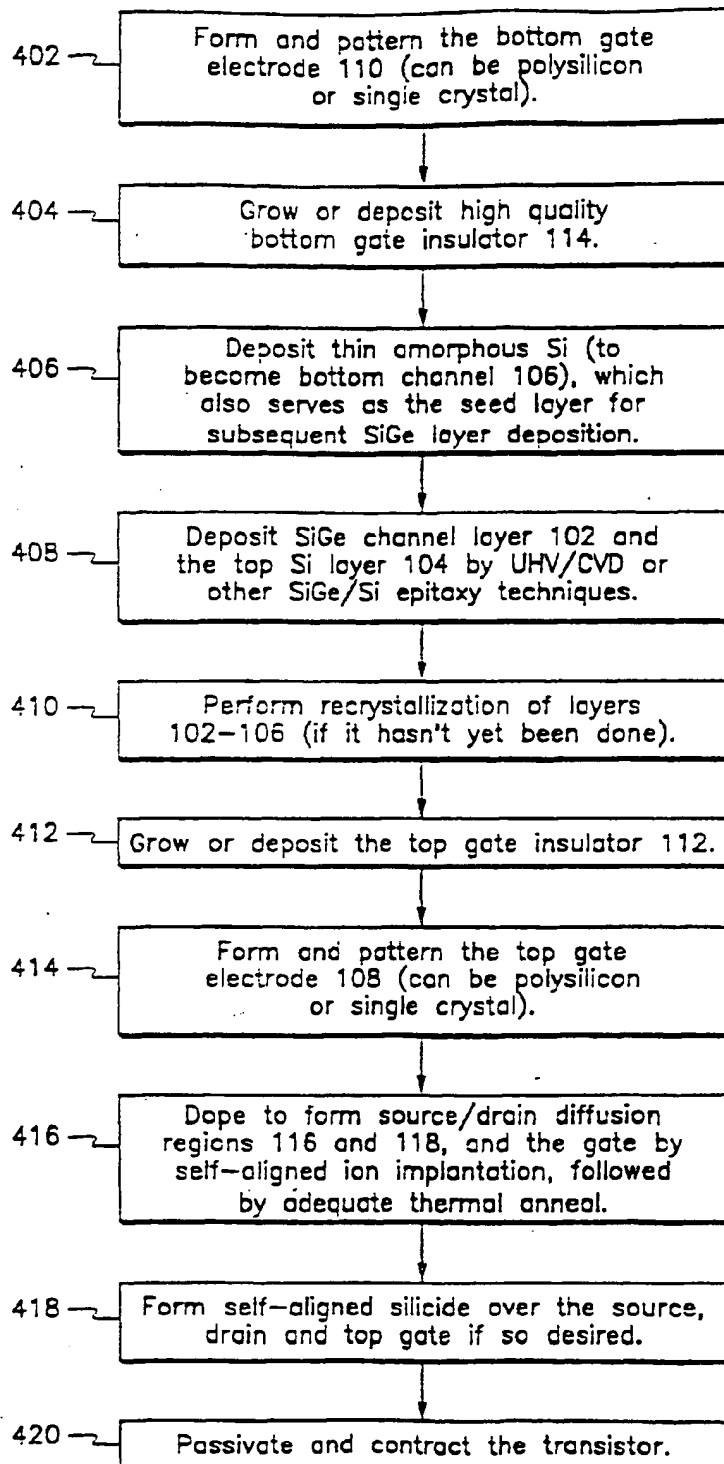 402
Form and pattern the bottom gate
electrode 110 (can be polysilicon
or single crystal).
404
Grow or deposit high quality
bottom gate insulator 114.
406
Deposit thin amorphous Si (to
become bottom channel 106), which
also serves as the seed layer for
subsequent SiGe layer deposition.
408
Deposit SiGe channel layer 102 and
the top Si layer 104 by UHV/CVD or
other SiGe/Si epitaxy techniques.
410
Perform recrystallization of layers
102-106 (if it hasn't yet been done).
412
Grow or deposit the top gate insulator 112.
414
Form and pattern the top gate
electrode 108 (can be polysilicon
or single crystal).
416
Dope to form source/drain diffusion
regions 116 and 118, and the gate by
self-aligned ion implantation, followed
by adequate thermal anneal.
418
Form self-aligned silicide over the source,
drain and top gate if so desired.
420
Passivate and contract the transistor.